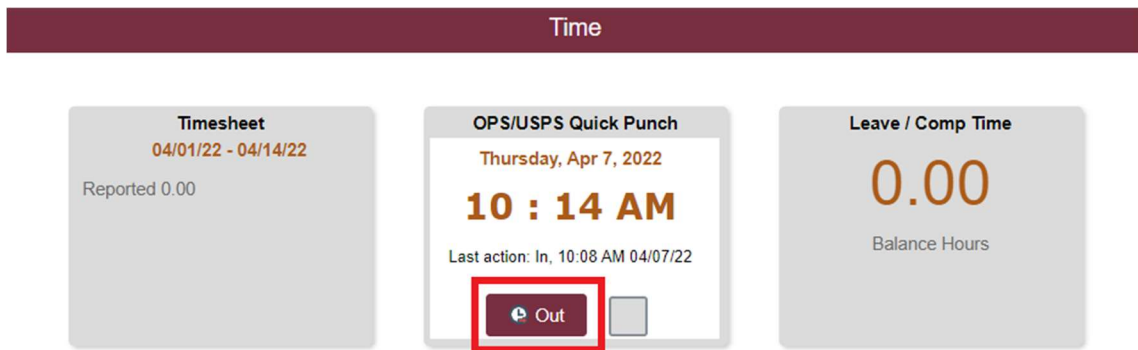 Time
Timesheet
04/01/22 - 04/14/22
Reported 0.00
OPS/USPS Quick Punch
Thursday, Apr 7, 2022
10 : 14 AM
Last action: In, 10:08 AM 04/07/22
Out
Leave / Comp Time
0.00
Balance Hours